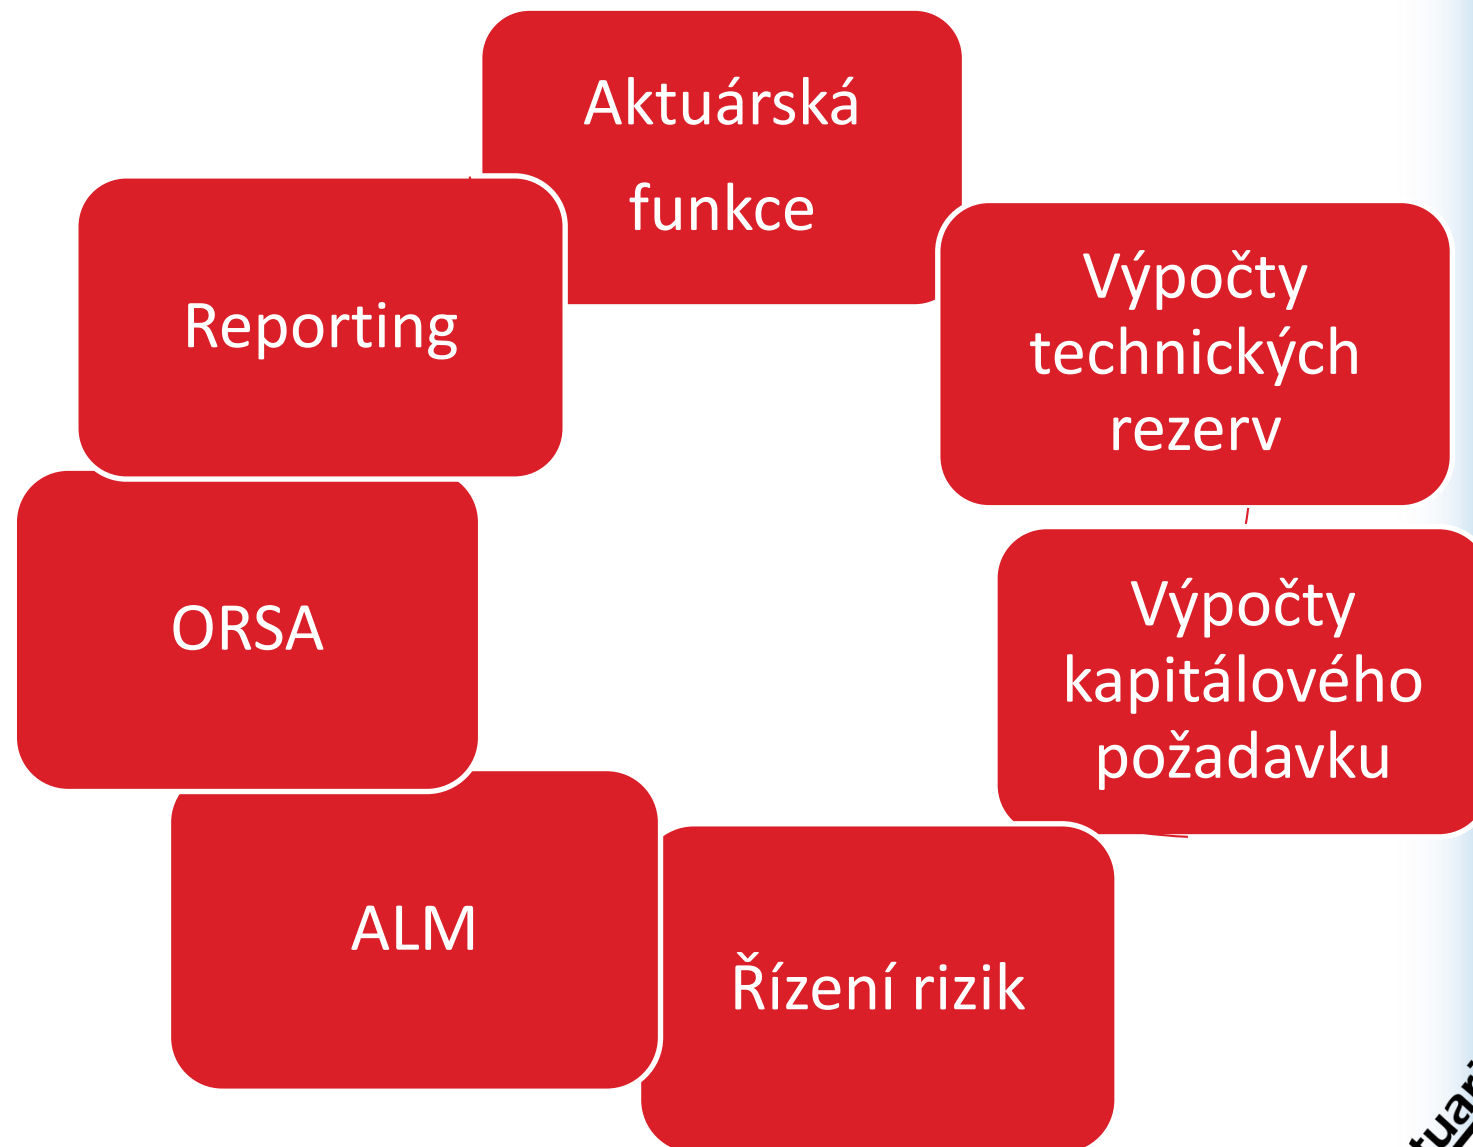 Aktuárská
funkce
Výpočty
technických
rezerv
Výpočty
kapitálového
požadavku
Řízení rizik
ALM
ORSA
Reporting